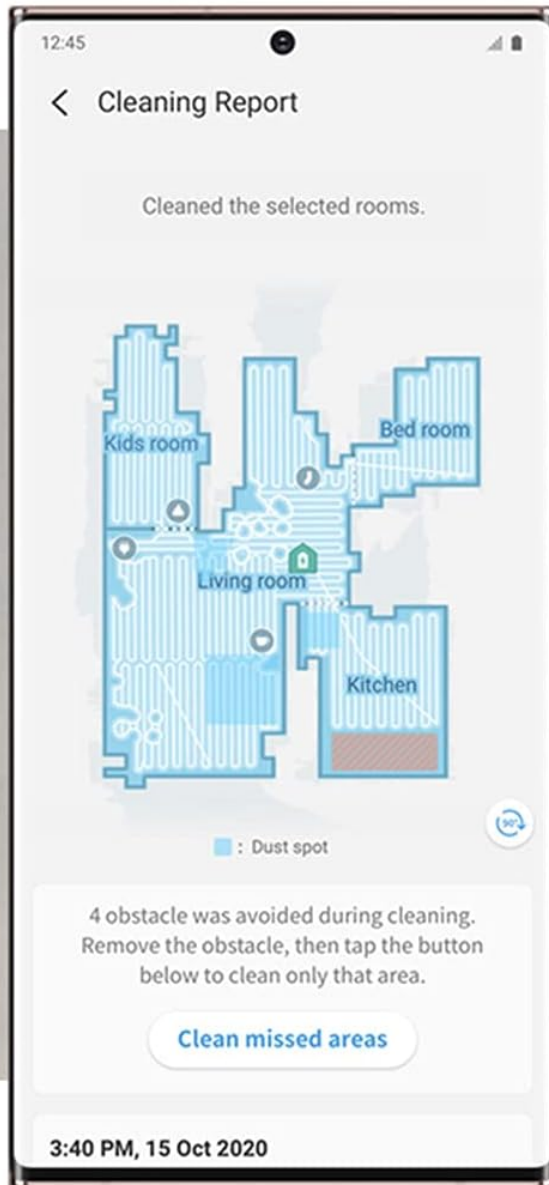 12:45
Cleaning Report
Cleaned the selected rooms.
Kids room
Bed room
Living room
Kitchen
90°
: Dust spot
4 obstacle was avoided during cleaning.
Remove the obstacle, then tap the button
below to clean only that area.
Clean missed areas
3:40 PM, 15 Oct 2020